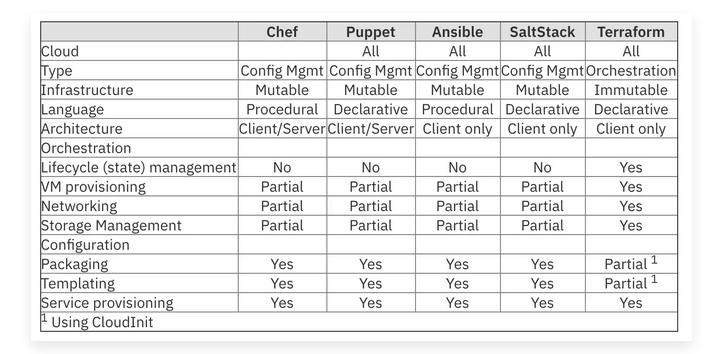 Chef Puppet Ansible SaltStack Terraform
Cloud All All All All
Type Config Mgmt Config Mgmt Config Mgmt Config Mgmt Orchestration
Infrastructure Mutable Mutable Mutable Mutable Immutable
Language Procedural Declarative Procedural Declarative Declarative
Architecture Client/Server Client/Server Client only Client only Client only
Orchestration
Lifecycle (state) management No No No No Yes
VM provisioning Partial Partial Partial Partial Yes
Networking Partial Partial Partial Partial Yes
Storage Management Partial Partial Partial Partial Yes
Configuration
Packaging Yes Yes Yes Yes Partial 1
Templating Yes Yes Yes Yes Partial 1
Service provisioning Yes Yes Yes Yes Yes
1 Using CloudInit